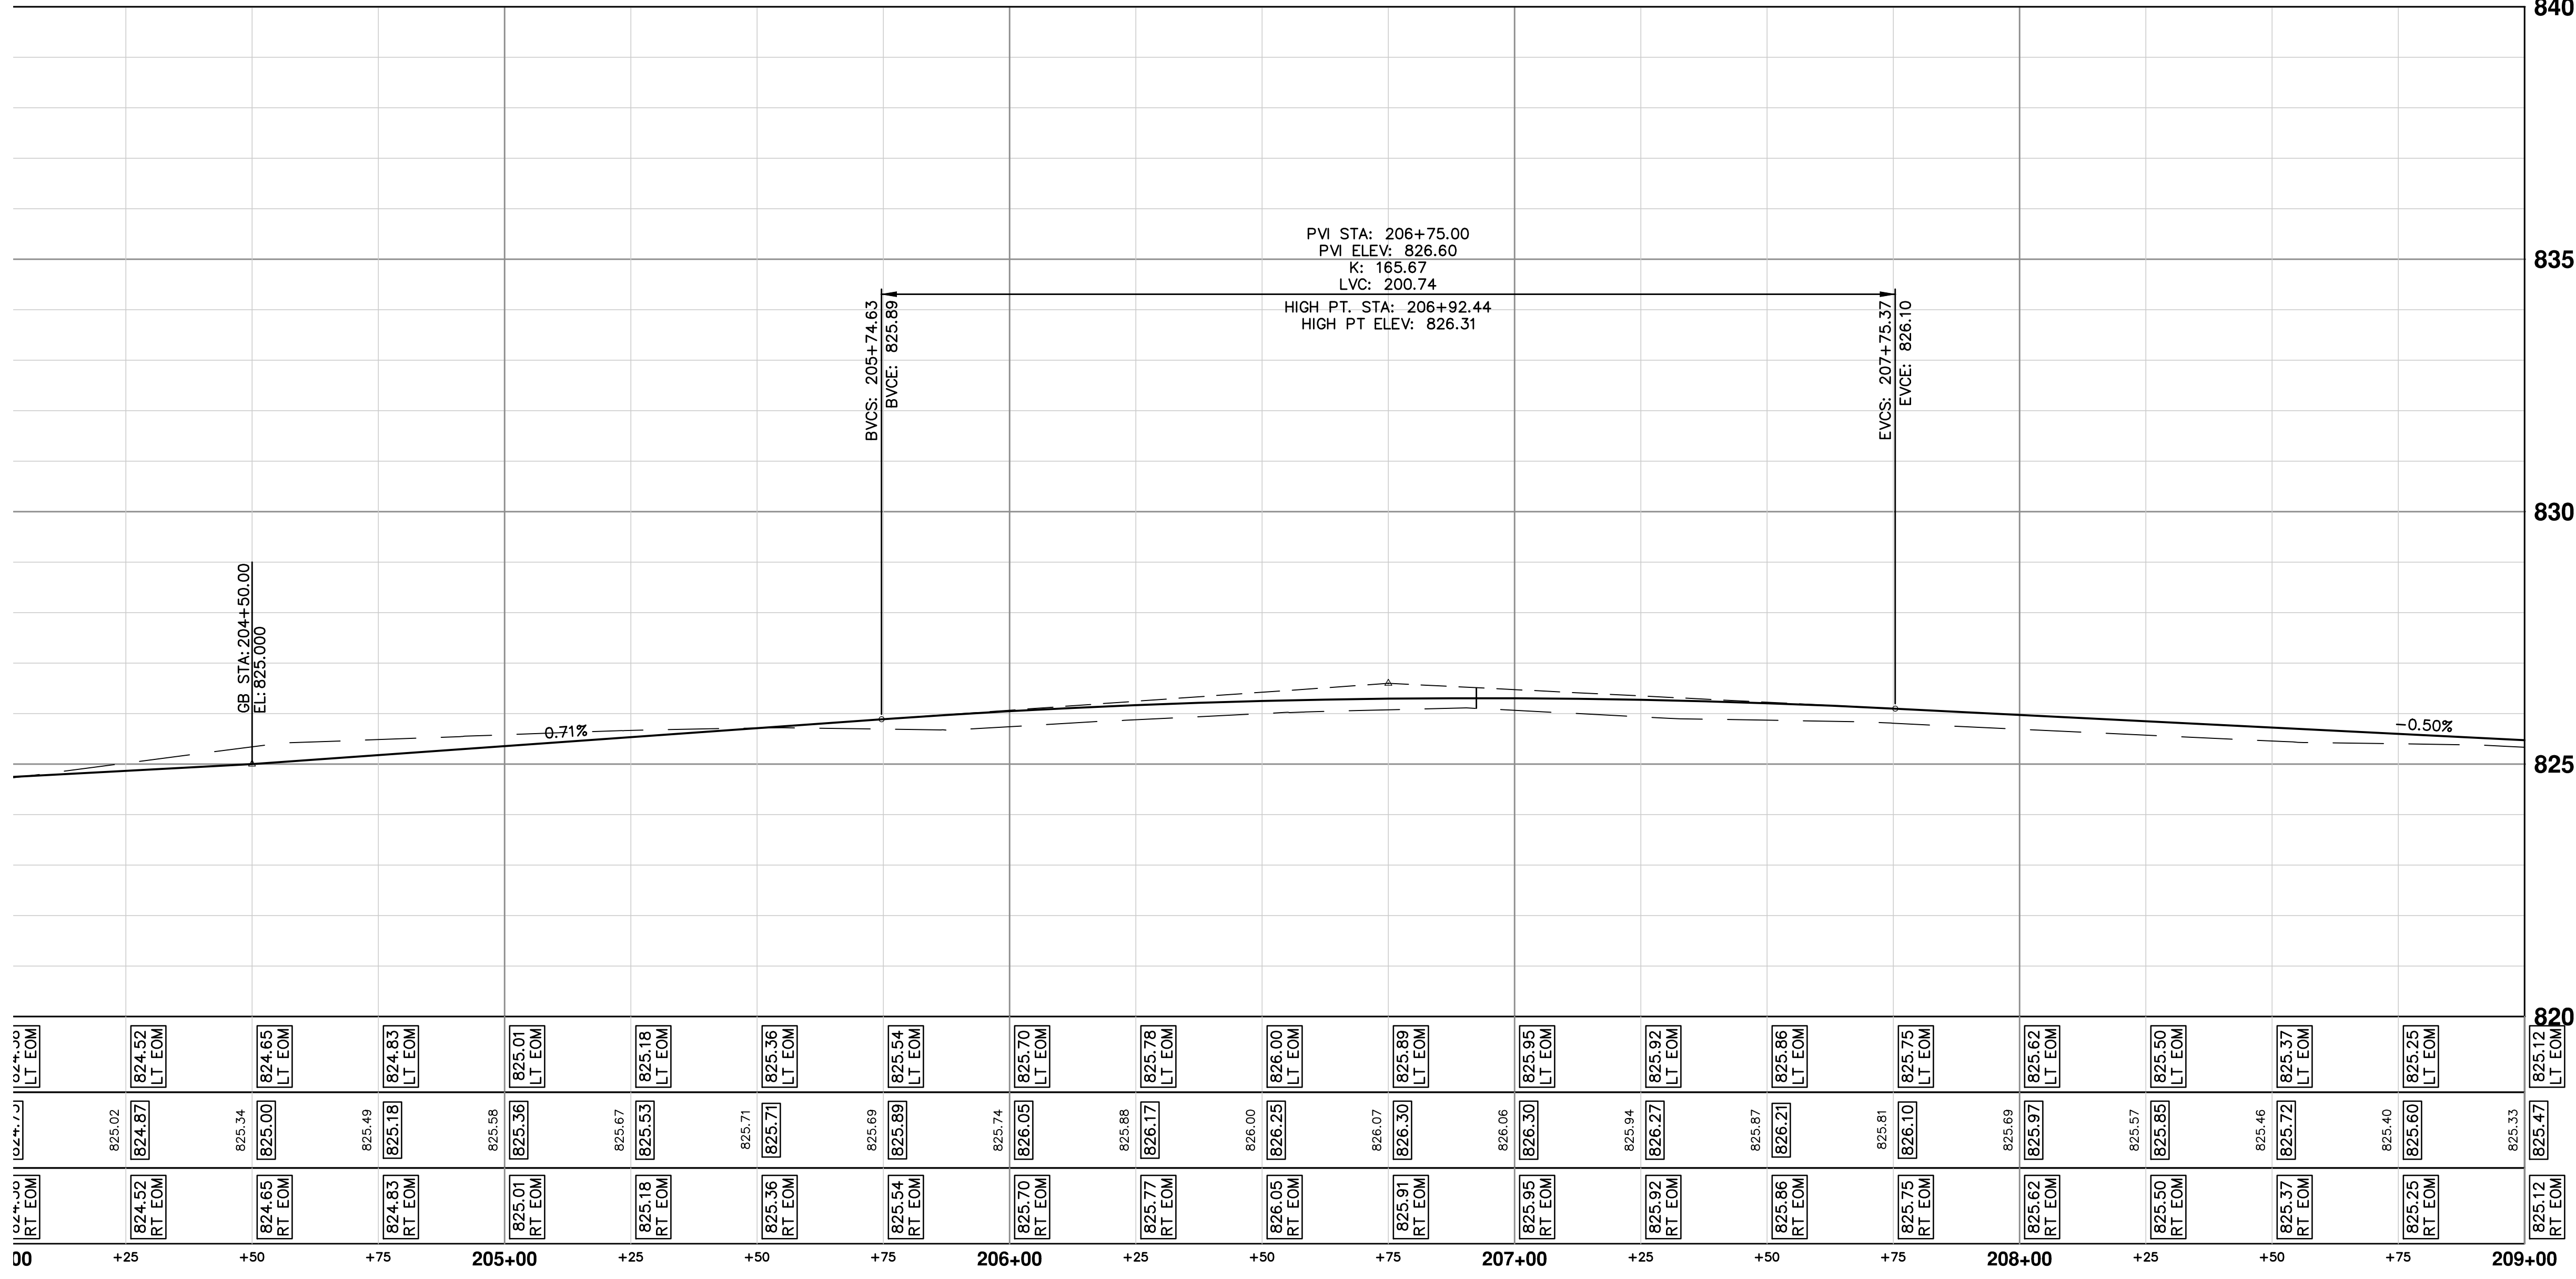 840
835
830
825
820
PVI STA: 206+75.00
PVI ELEV: 826.60
K: 165.67
LVC: 200.74
HIGH PT. STA: 206+92.44
HIGH PT ELEV: 826.31
BVCS: 205+74.63
BVCE: 825.89
EVCS: 207+75.37
EVCE: 826.10
GB STA:204+50.00
EL:825.000
0.71%
-0.50%
LT EOM
824.52
LT EOM
824.65
LT EOM
824.83
LT EOM
825.01
LT EOM
825.18
LT EOM
825.36
LT EOM
825.54
LT EOM
825.70
LT EOM
825.78
LT EOM
826.00
LT EOM
825.89
LT EOM
825.95
LT EOM
825.92
LT EOM
825.86
LT EOM
825.75
LT EOM
825.62
LT EOM
825.50
LT EOM
825.37
LT EOM
825.25
LT EOM
825.12
LT EOM
825.02
824.87
825.34
825.00
825.49
825.18
825.58
825.36
825.67
825.53
825.71
825.71
825.69
825.89
825.74
826.05
825.88
826.17
826.00
826.25
826.07
826.30
826.06
826.30
825.94
826.27
825.87
826.21
825.81
826.10
825.69
825.97
825.57
825.85
825.46
825.72
825.40
825.60
825.33
825.47
RT EOM
824.52
RT EOM
824.65
RT EOM
824.83
RT EOM
825.01
RT EOM
825.18
RT EOM
825.36
RT EOM
825.54
RT EOM
825.70
RT EOM
825.77
RT EOM
826.05
RT EOM
825.91
RT EOM
825.95
RT EOM
825.92
RT EOM
825.86
RT EOM
825.75
RT EOM
825.62
RT EOM
825.50
RT EOM
825.37
RT EOM
825.25
RT EOM
825.12
RT EOM
00 +25 +50 +75 205+00 +25 +50 +75 206+00 +25 +50 +75 207+00 +25 +50 +75 208+00 +25 +50 +75 209+00